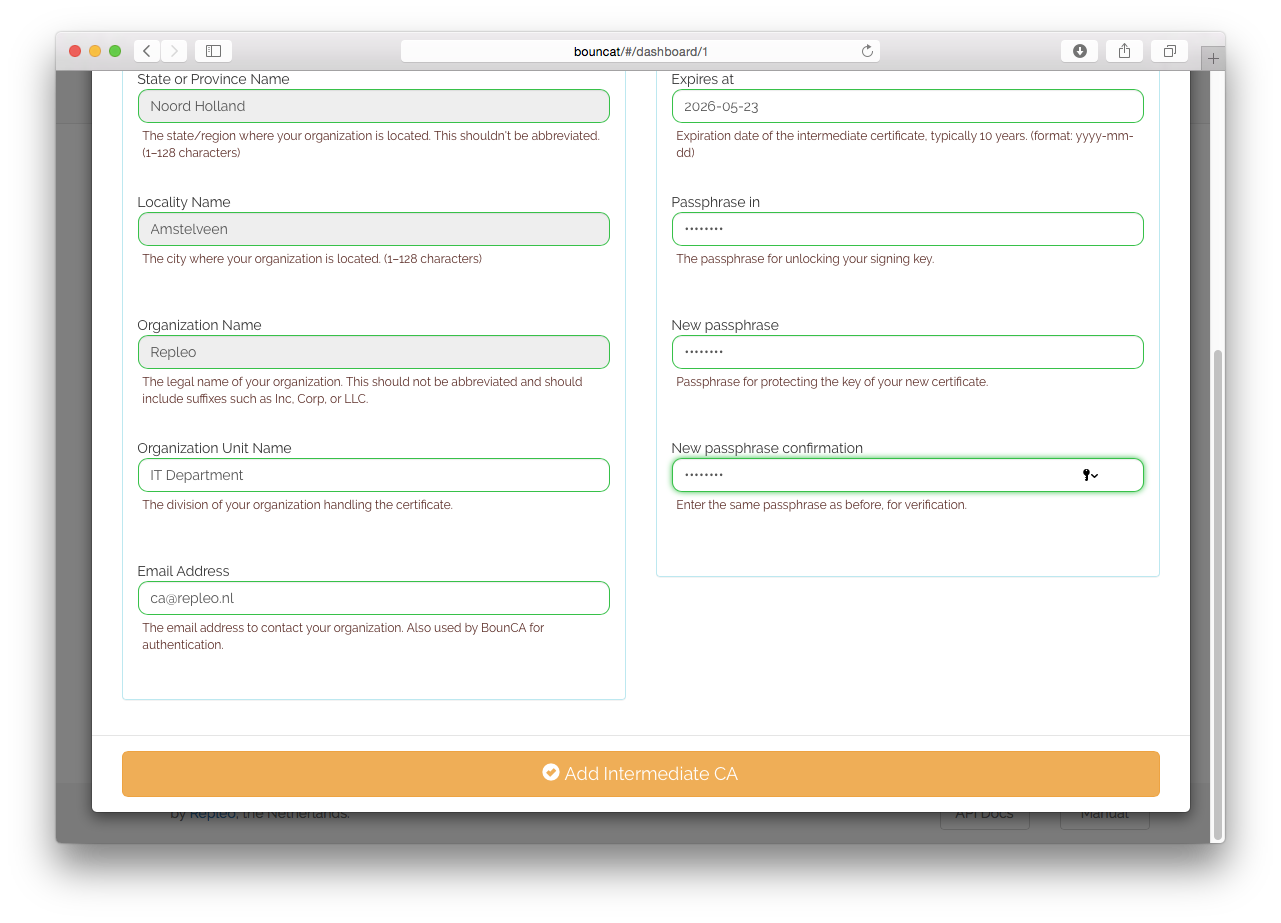 bouncat/#/dashboard/1
State or Province Name
Noord Holland
The state/region where your organization is located. This shouldn't be abbreviated.
(1–128 characters)
Locality Name
Amstelveen
The city where your organization is located. (1–128 characters)
Organization Name
Repleo
The legal name of your organization. This should not be abbreviated and should
include suffixes such as Inc, Corp, or LLC.
Organization Unit Name
IT Department
The division of your organization handling the certificate.
Email Address
ca@repleo.nl
The email address to contact your organization. Also used by BounCA for
authentication.
Expires at
2026-05-23
Expiration date of the intermediate certificate, typically 10 years. (format: yyyy-mm-
dd)
Passphrase in
••••••••
The passphrase for unlocking your signing key.
New passphrase
••••••••
Passphrase for protecting the key of your new certificate.
New passphrase confirmation
••••••••
Enter the same passphrase as before, for verification.
Add Intermediate CA
by Repleo, the Netherlands.
API Docs
Manual